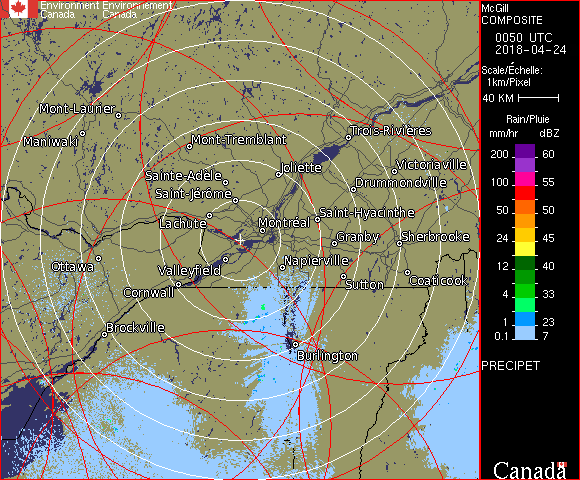 Environment Environnement
Canada Canada
McGill
COMPOSITE
0050 UTC
2018-04-24
Scale/Échelle:
1km/Pixel
40 KM
Rain/Pluie
mm/hr dBZ
200 60
100 55
50 50
24 45
12 40
4 33
2 28
1 23
0.1 7
PRECIPET
Canada
Mont-Laurier
Maniwaki
Mont-Tremblant
Trois-Rivières
Joliette
Victoriaville
Sainte-Adèle
Drummondville
Saint-Jérôme
Saint-Hyacinthe
Lachute
Montréal
Granby
Sherbrooke
Ottawa
Valleyfield
Napierville
Cornwall
Sutton
Coaticook
Brockville
Burlington